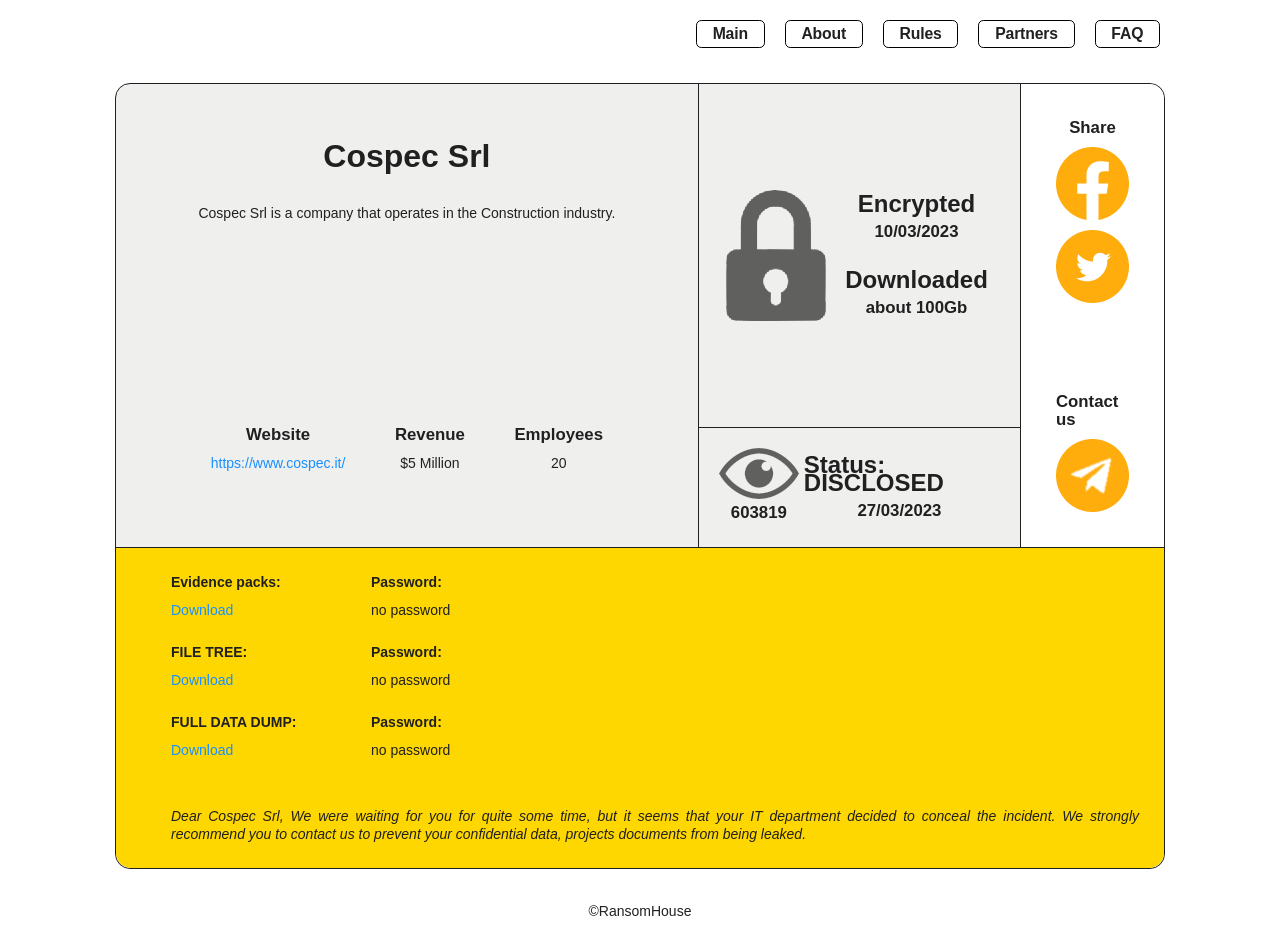 Main About Rules Partners FAQ
Cospec Srl
Cospec Srl is a company that operates in the Construction industry.
Website Revenue Employees
https://www.cospec.it/ $5 Million 20
Encrypted
10/03/2023
Downloaded
about 100Gb
Status:
DISCLOSED
603819 27/03/2023
Share
Contact
us
Evidence packs: Password:
Download no password
FILE TREE: Password:
Download no password
FULL DATA DUMP: Password:
Download no password
Dear Cospec Srl, We were waiting for you for quite some time, but it seems that your IT department decided to conceal the incident. We strongly
recommend you to contact us to prevent your confidential data, projects documents from being leaked.
©RansomHouse